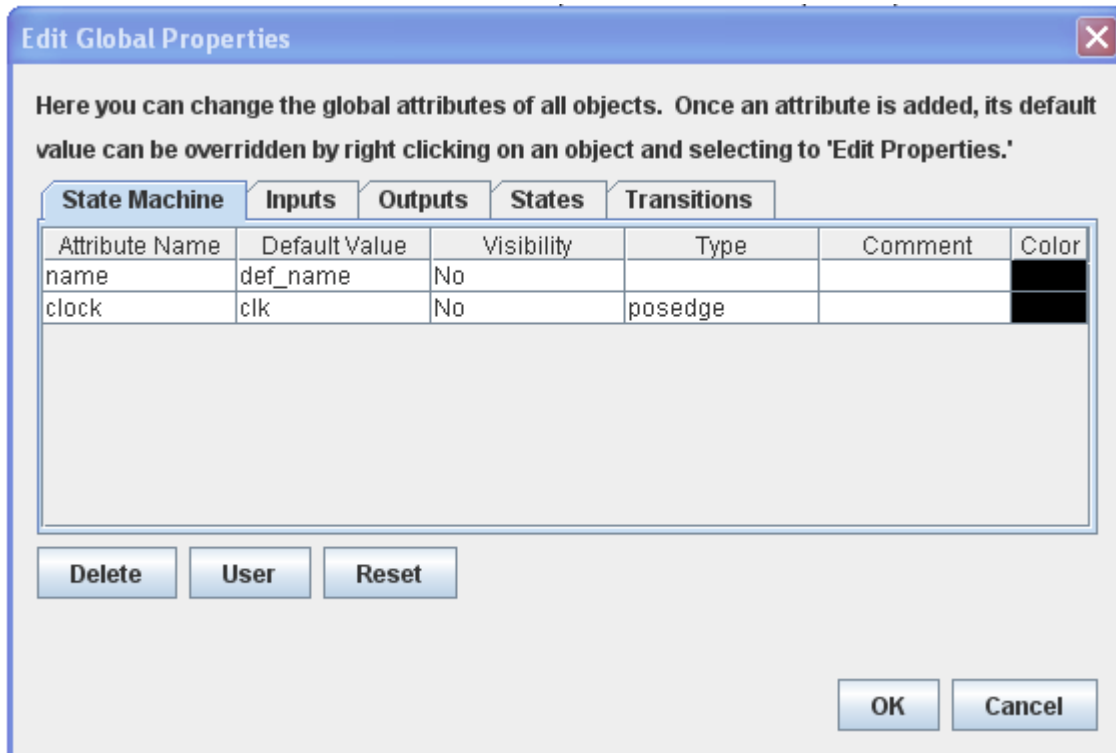 Edit Global Properties
Here you can change the global attributes of all objects. Once an attribute is added, its default
value can be overridden by right clicking on an object and selecting to 'Edit Properties.'
State Machine Inputs Outputs States Transitions
Attribute Name Default Value Visibility Type Comment Color
name def_name No
clock clk No posedge
Delete User Reset
OK Cancel